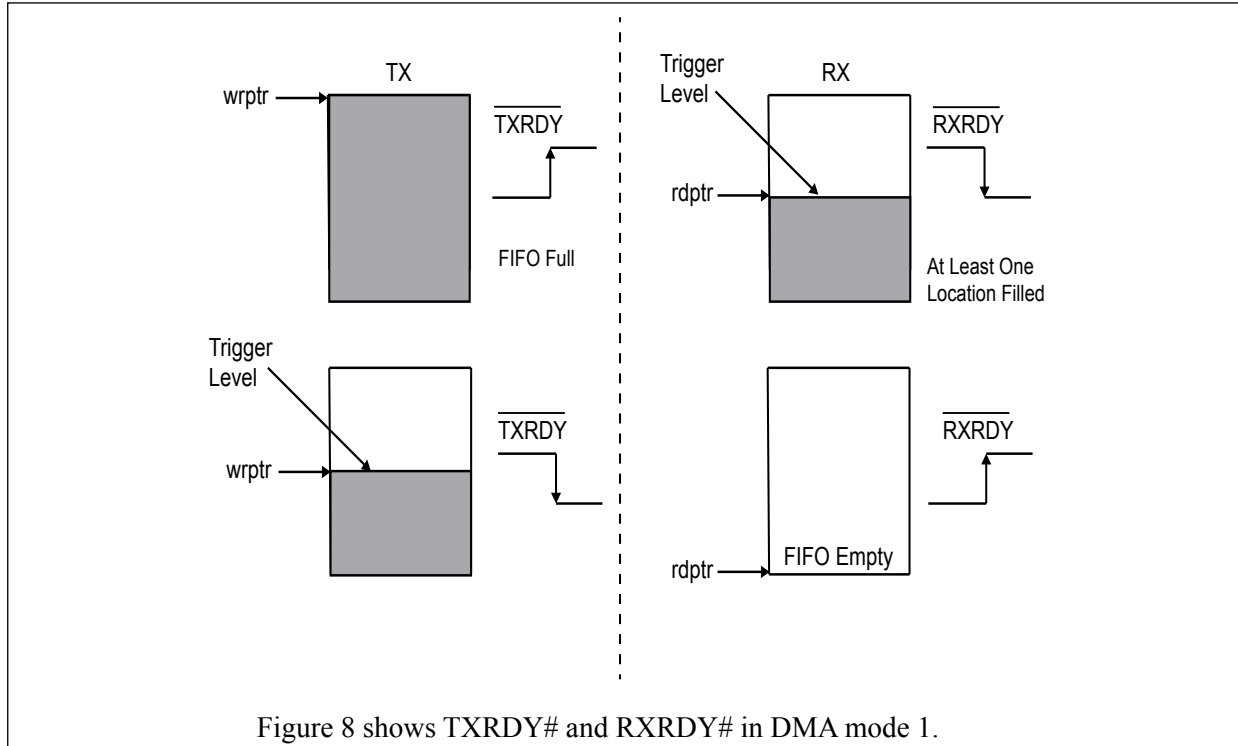 TX
wrptr
TXRDY
FIFO Full
Trigger
Level
wrptr
TXRDY
Trigger
Level
RX
RXRDY
rdptr
At Least One
Location Filled
RXRDY
FIFO Empty
rdptr
Figure 8 shows TXRDY# and RXRDY# in DMA mode 1.